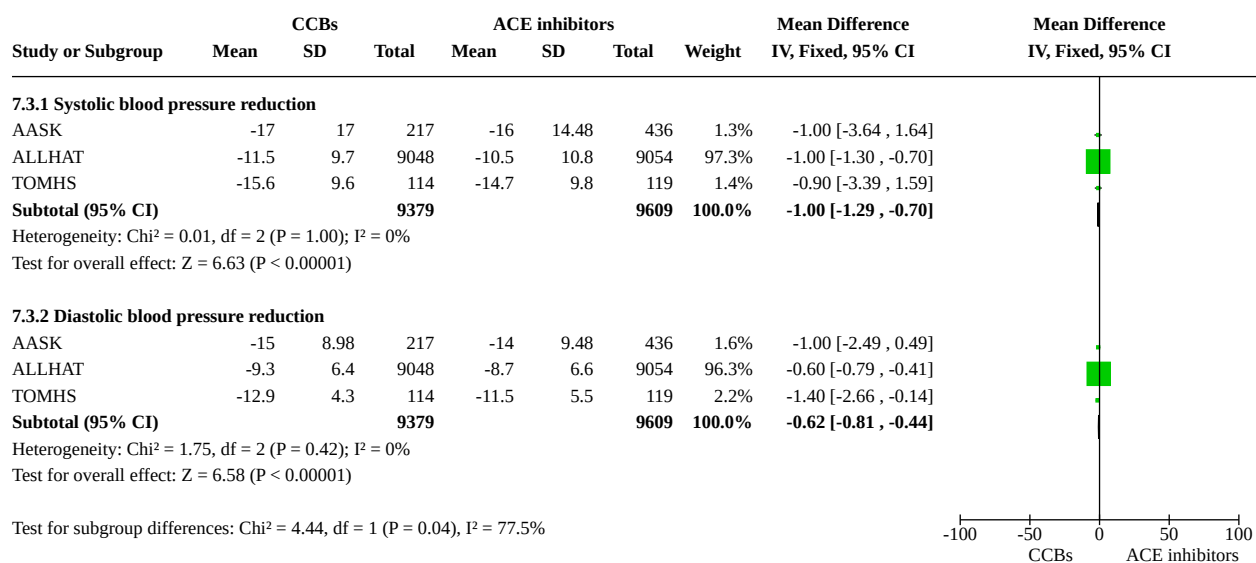 CCBs ACE inhibitors Mean Difference Mean Difference
Study or Subgroup Mean SD Total Mean SD Total Weight IV, Fixed, 95% CI IV, Fixed, 95% CI
7.3.1 Systolic blood pressure reduction
AASK -17 17 217 -16 14.48 436 1.3% -1.00 [-3.64 , 1.64]
ALLHAT -11.5 9.7 9048 -10.5 10.8 9054 97.3% -1.00 [-1.30 , -0.70]
TOMHS -15.6 9.6 114 -14.7 9.8 119 1.4% -0.90 [-3.39 , 1.59]
Subtotal (95% CI) 9379 9609 100.0% -1.00 [-1.29 , -0.70]
Heterogeneity: Chi² = 0.01, df = 2 (P = 1.00); I² = 0%
Test for overall effect: Z = 6.63 (P < 0.00001)
7.3.2 Diastolic blood pressure reduction
AASK -15 8.98 217 -14 9.48 436 1.6% -1.00 [-2.49 , 0.49]
ALLHAT -9.3 6.4 9048 -8.7 6.6 9054 96.3% -0.60 [-0.79 , -0.41]
TOMHS -12.9 4.3 114 -11.5 5.5 119 2.2% -1.40 [-2.66 , -0.14]
Subtotal (95% CI) 9379 9609 100.0% -0.62 [-0.81 , -0.44]
Heterogeneity: Chi² = 1.75, df = 2 (P = 0.42); I² = 0%
Test for overall effect: Z = 6.58 (P < 0.00001)
Test for subgroup differences: Chi² = 4.44, df = 1 (P = 0.04), I² = 77.5%
-100 -50 0 50 100
CCBs ACE inhibitors